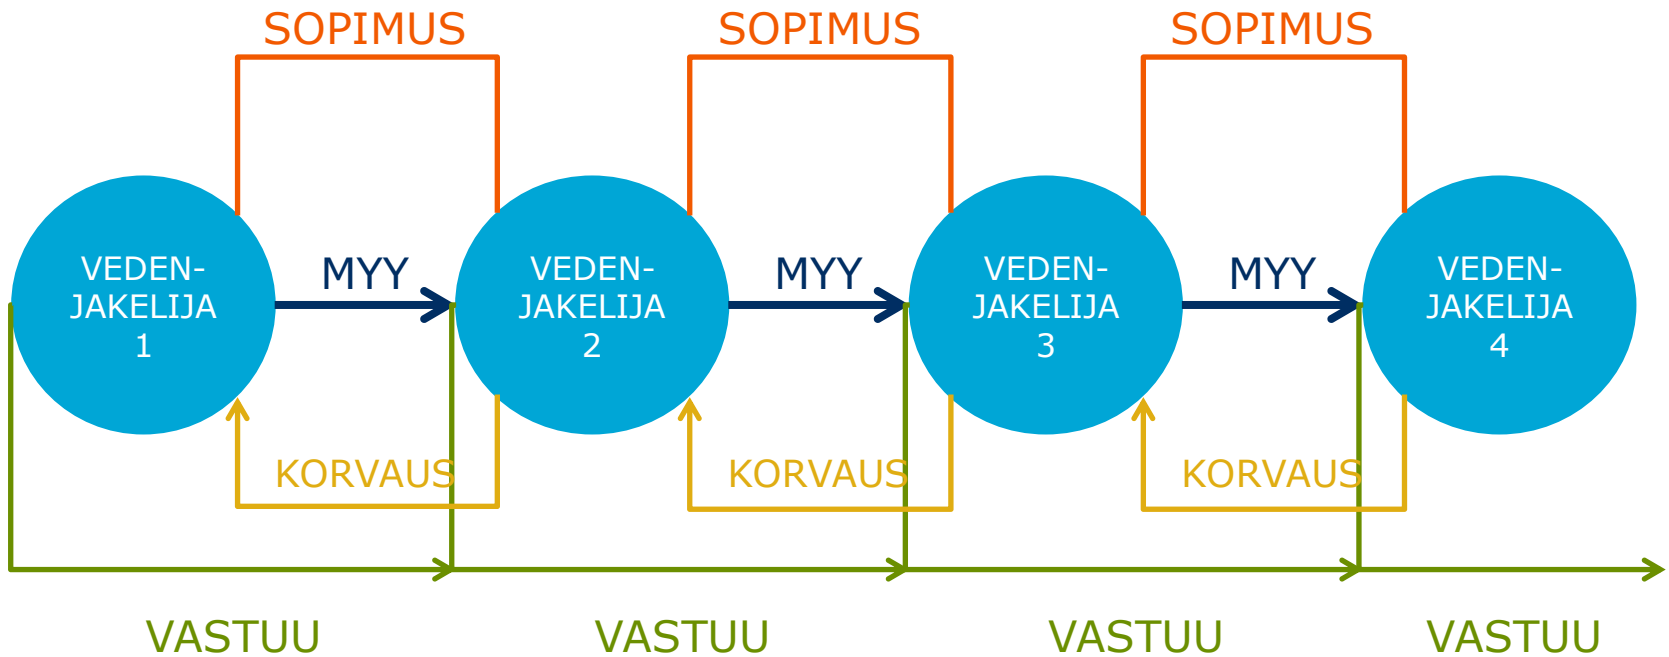 SOPIMUS
SOPIMUS
SOPIMUS
VEDEN-
JAKELIJA
1
MYY
VEDEN-
JAKELIJA
2
MYY
VEDEN-
JAKELIJA
3
MYY
VEDEN-
JAKELIJA
4
KORVAUS
KORVAUS
KORVAUS
VASTUU
VASTUU
VASTUU
VASTUU